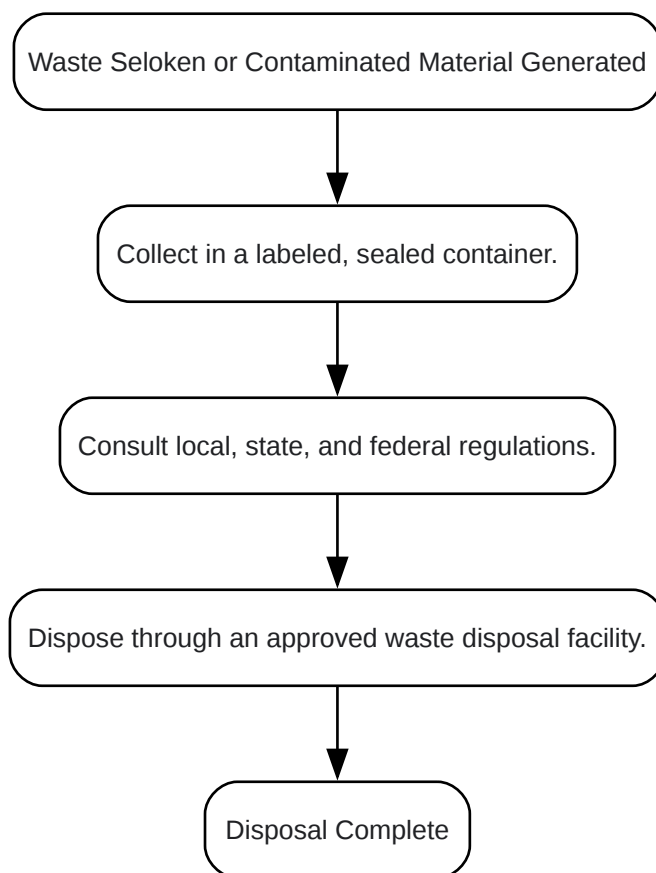 Waste Seloken or Contaminated Material Generated
Collect in a labeled, sealed container.
Consult local, state, and federal regulations.
Dispose through an approved waste disposal facility.
Disposal Complete